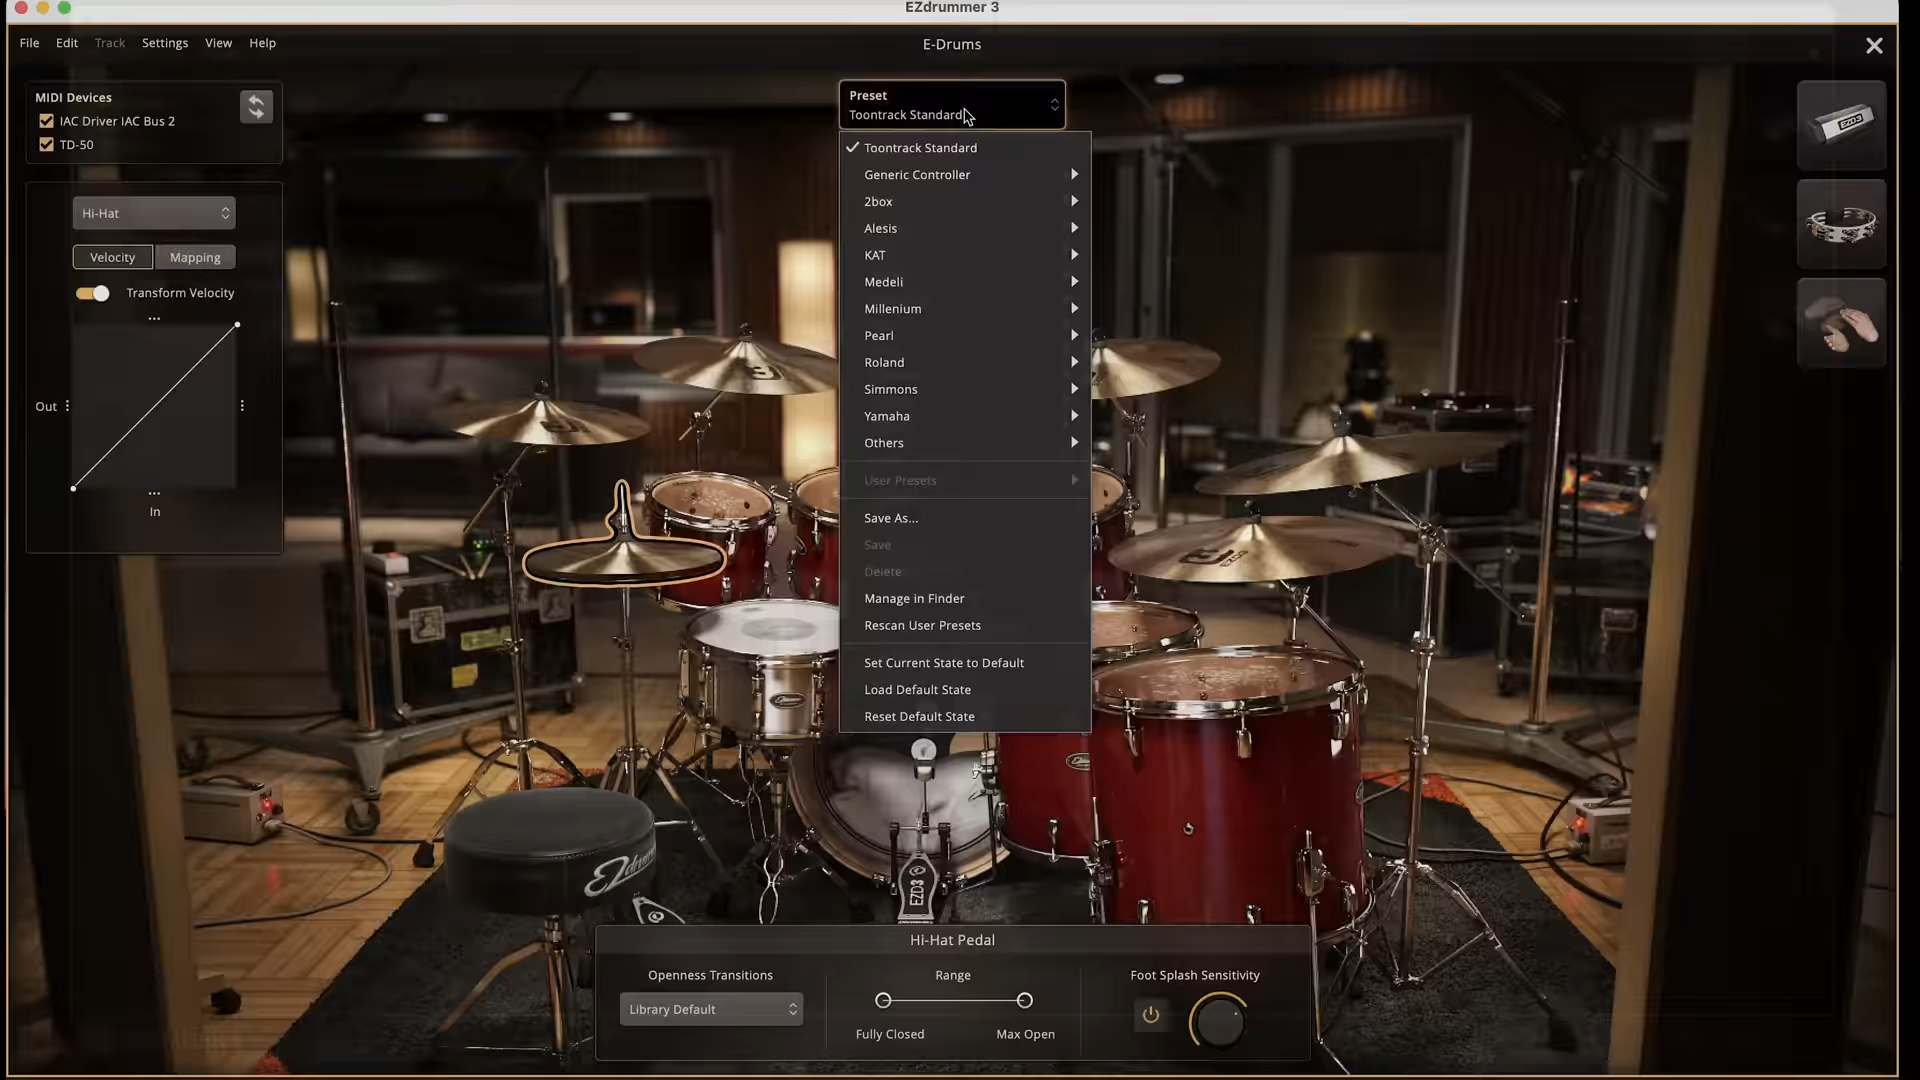 EZdrummer 3
File Edit Track Settings View Help
E-Drums
MIDI Devices
IAC Driver IAC Bus 2
TD-50
Hi-Hat
Velocity Mapping
Transform Velocity
Out
In
Preset
Toontrack Standard
Toontrack Standard
Generic Controller
2box
Alesis
KAT
Medeli
Millenium
Pearl
Roland
Simmons
Yamaha
Others
User Presets
Save As...
Save
Delete
Manage in Finder
Rescan User Presets
Set Current State to Default
Load Default State
Reset Default State
EZD3
EZD3
Hi-Hat Pedal
Openness Transitions
Library Default
Range
Fully Closed
Max Open
Foot Splash Sensitivity